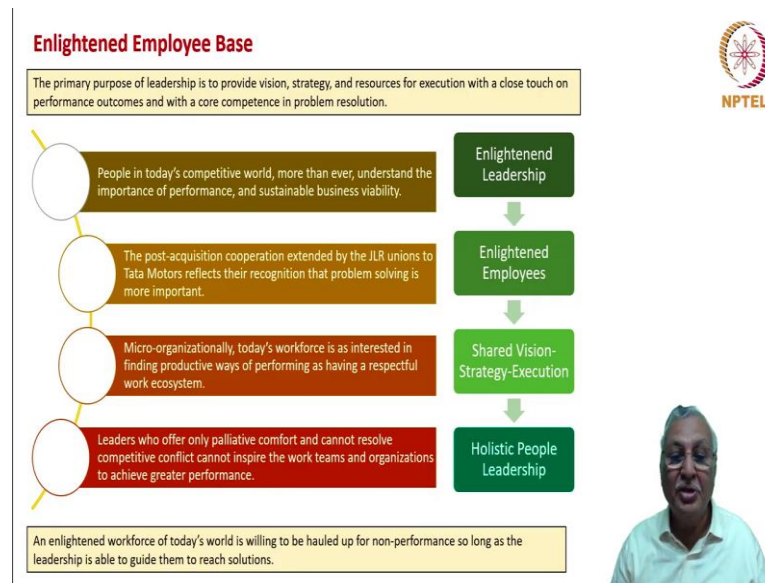 Enlightened Employee Base
The primary purpose of leadership is to provide vision, strategy, and resources for execution with a close touch on
performance outcomes and with a core competence in problem resolution.
NPTEL
People in today's competitive world, more than ever, understand the
importance of performance, and sustainable business viability.
The post-acquisition cooperation extended by the JLR unions to
Tata Motors reflects their recognition that problem solving is
more important.
Micro-organizationally, today's workforce is as interested in
finding productive ways of performing as having a respectful
work ecosystem.
Leaders who offer only palliative comfort and cannot resolve
competitive conflict cannot inspire the work teams and organizations
to achieve greater performance.
Enlightenend
Leadership
Enlightened
Employees
Shared Vision-
Strategy-Execution
Holistic People
Leadership
An enlightened workforce of today's world is willing to be hauled up for non-performance so long as the
leadership is able to guide them to reach solutions.